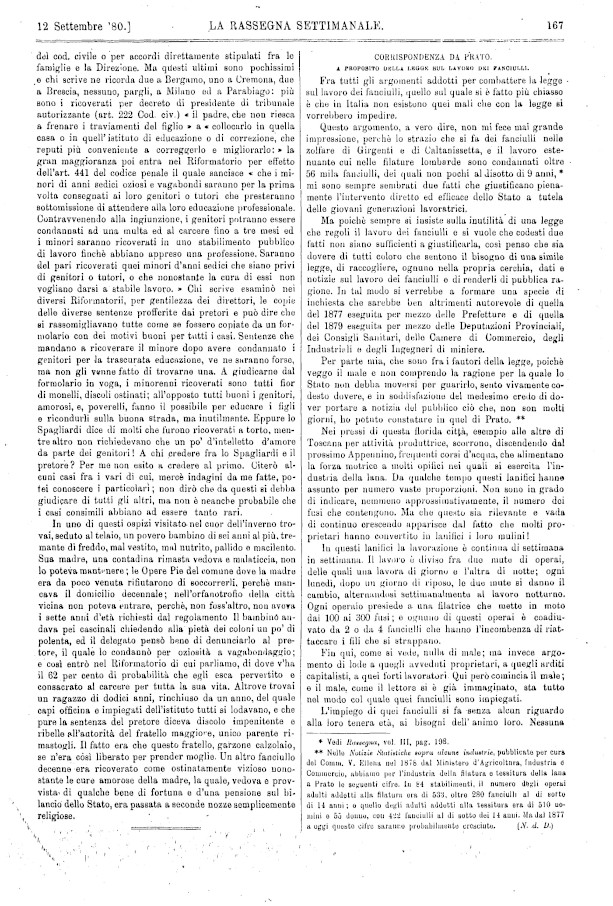 12 Settembre '80.]
LA RASSEGNA SETTIMANALE.
167
del cod. civile o per accordi direttamente stipulati fra le
famiglie e la Direzione. Ma questi ultimi sono pochissimi
e chi scrive ne ricorda due a Bergamo, uno a Cremona, due
a Brescia, nessuno, pargli, a Milano ed a Parabiago: più
sono i ricoverati per decreto di presidente di tribunale
autorizzante (art. 222 Cod. civ.) « il padre, che non riesca
a frenare i traviamenti del figlio » a « collocarlo in quella
casa o in quell'istituto di educazione o di correzione, che
reputi più conveniente a correggerlo e migliorarlo: » la
gran maggioranza poi entra nel Riformatorio per effetto
dell'art. 441 del codice penale il quale sancisce « che i mi-
nori di anni sedici oziosi e vagabondi saranno per la prima
volta consegnati ai loro genitori o tutori che presteranno
sottomissione di attendere alla loro educazione professionale.
Contravvenendo alla ingiunzione, i genitori potranno essere
condannati ad una multa ed al carcere fino a tre mesi ed
i minori saranno ricoverati in uno stabilimento pubblico
di lavoro finchè abbiano appreso una professione. Saranno
del pari ricoverati quei minori d'anni sedici che siano privi
di genitori o tutori, o che nonostante la cura di essi non
vogliano darsi a stabile lavoro. » Chi scrive esaminò nei
diversi Riformatorii, per gentilezza dei direttori, le copie
delle diverse sentenze profferite dai pretori e può dire che
si rassomigliavano tutte come se fossero copiate da un for-
mulario con dei motivi buoni per tutti i casi. Sentenze che
mandano a ricoverare il minore dopo avere condannato i
genitori per la trascurata educazione, ve ne saranno forse,
ma non gli venne fatto di trovarne una. A giudicarne dal
formulario in voga, i minorenni ricoverati sono tutti fior
di monelli, discoli ostinati; all'opposto tutti buoni i genitori,
amorosi, e, poverelli, fanno il possibile per educare i figli
e ricondurli sulla buona strada, ma inutilmente. Eppure lo
Spagliardi dice di molti che furono ricoverati a torto, men-
tre altro non richiedevano che un po' d'intelletto d'amore
da parte dei genitori! A chi credere fra lo Spagliardi e il
pretore? Per me non esito a credere al primo. Citerò al-
cuni casi fra i vari di cui, mercè indagini da me fatte, po-
tei conoscere i particolari; non dirò che da questi si debba
giudicare di tutti gli altri, ma non è neanche probabile che
i casi consimili abbiano ad essere tanto rari.
In uno di questi ospizi visitato nel cuor dell'inverno tro-
vai, seduto al telaio, un povero bambino di sei anni al più, tre-
mante di freddo, mal vestito, mal nutrito, pallido e macilento.
Sua madre, una contadina rimasta vedova e malaticcia, non
lo poteva mantenere; le Opere Pie del comune dove la madre
era da poco venuta rifiutarono di soccorrerli, perchè man-
cava il domicilio decennale; nell'orfanotrofio della città
vicina non poteva entrare, perchè, non foss'altro, non aveva
i sette anni d'età richiesti dal regolamento Il bambino an-
dava pei cascinali chiedendo alla pietà dei coloni un po' di
polenta, ed il delegato pensò bene di denunciarlo al pre-
tore, il quale lo condannò per oziosità a vagabondaggio;
e così entrò nel Riformatorio di cui parliamo, di dove v'ha
il 62 per cento di probabilità che egli esca pervertito e
consacrato al carcere per tutta la sua vita. Altrove trovai
un ragazzo di dodici anni, rinchiuso da un anno, del quale
capi officina e impiegati dell'istituto tutti si lodavano, e che
pure la sentenza del pretore diceva discolo impenitente e
ribelle all'autorità del fratello maggiore, unico parente ri-
mastogli. Il fatto era che questo fratello, garzone calzolaio,
se n'era così liberato per prender moglie. Un altro fanciullo
decenne era ricoverato come ostinatamente vizioso nono-
stante le cure amorose della madre, la quale, vedova e prov-
vista di qualche bene di fortuna e d'una pensione sul bi-
lancio dello Stato, era passata a seconde nozze semplicemente
religiose.
CORRISPONDENZA DA PRATO.
A PROPOSITO DELLA LEGGE SUL LAVORO DEI FANCIULLI.
Fra tutti gli argomenti addotti per combattere la legge
sul lavoro dei fanciulli, quello sul quale si è fatto più chiasso
è che in Italia non esistono quei mali che con la legge si
vorrebbero impedire.
Questo argomento, a vero dire, non mi fece mai grande
impressione, perchè lo strazio che si fa dei fanciulli nelle
zolfare di Girgenti e di Caltanissetta, e il lavoro este-
nuante cui nelle filature lombarde sono condannati oltre
56 mila fanciulli, dei quali non pochi al disotto di 9 anni, *
mi sono sempre sembrati due fatti che giustificano piena-
mente l'intervento diretto ed efficace dello Stato a tutela
delle giovani generazioni lavoratrici.
Ma poichè sempre si insiste sulla inutilità di una legge
che regoli il lavoro dei fanciulli e si vuole che codesti due
fatti non siano sufficienti a giustificarla, così penso che sia
dovere di tutti coloro che sentono il bisogno di una simile
legge, di raccogliere, ognuno nella propria cerchia, dati e
notizie sul lavoro dei fanciulli e di renderli di pubblica ra-
gione. In tal modo si verrebbe a formare una specie di
inchiesta che sarebbe ben altrimenti autorevole di quella
del 1877 eseguita per mezzo delle Prefetture e di quella
del 1879 eseguita per mezzo delle Deputazioni Provinciali,
dei Consigli Sanitari, delle Camere di Commercio, degli
Industriali e degli Ingegneri di miniere.
Per parte mia, che sono fra i fautori della legge, poichè
veggo il male e non comprendo la ragione per la quale lo
Stato non debba moversi per guarirlo, sento vivamente co-
desto dovere, e in soddisfazione del medesimo credo di do-
ver portare a notizia del pubblico ciò che, non son molti
giorni, ho potuto constatare in quel di Prato. **
Nei pressi di questa florida città, esempio alle altre di
Toscana per attività produttrice, scorrono, discendendo dal
prossimo Appennino, frequenti corsi d'acqua, che alimentano
la forza motrice a molti opifici nei quali si esercita l'in-
dustria della lana. Da qualche tempo questi lanifici hanno
assunto per numero vaste proporzioni. Non sono in grado
di indicare, nemmeno approssimativamente, il numero dei
fusi che contengono. Ma che questo sia rilevante e vada
di continuo crescendo apparisce dal fatto che molti pro-
prietari hanno convertito in lanifici i loro mulini!
In questi lanifici la lavorazione è continua di settimana
in settimana. Il lavoro è diviso fra due mute di operai,
delle quali una lavora di giorno e l'altra di notte; ogni
lunedì, dopo un giorno di riposo, le due mute si danno il
cambio, alternandosi settimanalmente al lavoro notturno.
Ogni operaio presiede a una filatrice che mette in moto
dai 100 ai 300 fusi; e ognuno di questi operai è coadiu-
vato da 2 o da 4 fanciulli che hanno l'incombenza di riat-
taccare i fili che si strappano.
Fin qui, come si vede, nulla di male; ma invece argo-
mento di lode a quegli avveduti proprietari, a quegli arditi
capitalisti, a quei forti lavoratori. Qui però comincia il male;
e il male, come il lettore si è già immaginato, sta tutto
nel modo col quale quei fanciulli sono impiegati.
L'impiego di quei fanciulli si fa senza alcun riguardo
alla loro tenera età, ai bisogni dell'animo loro. Nessuna
* Vedi Rassegna, vol. III, pag. 198.
** Nelle Notizie Statistiche sopra alcune industrie, pubblicate per cura
del Comm. V. Ellena nel 1878 dal Ministero d'Agricoltura, Industria e
Commercio, abbiamo per l'industria della filatura e tessitura della lana
a Prato le seguenti cifre. In 84 stabilimenti, il numero degli operai
adulti addetti alla filatura era di 533, oltre 280 fanciulli al di sotto
di 14 anni; o quello degli adulti addetti alla tessitura era di 510 uo-
mini e 55 donne, con 422 fanciulli al di sotto dei 14 anni. Ma dal 1877
a oggi queste cifre saranno probabilmente cresciute. (N. d. D.)